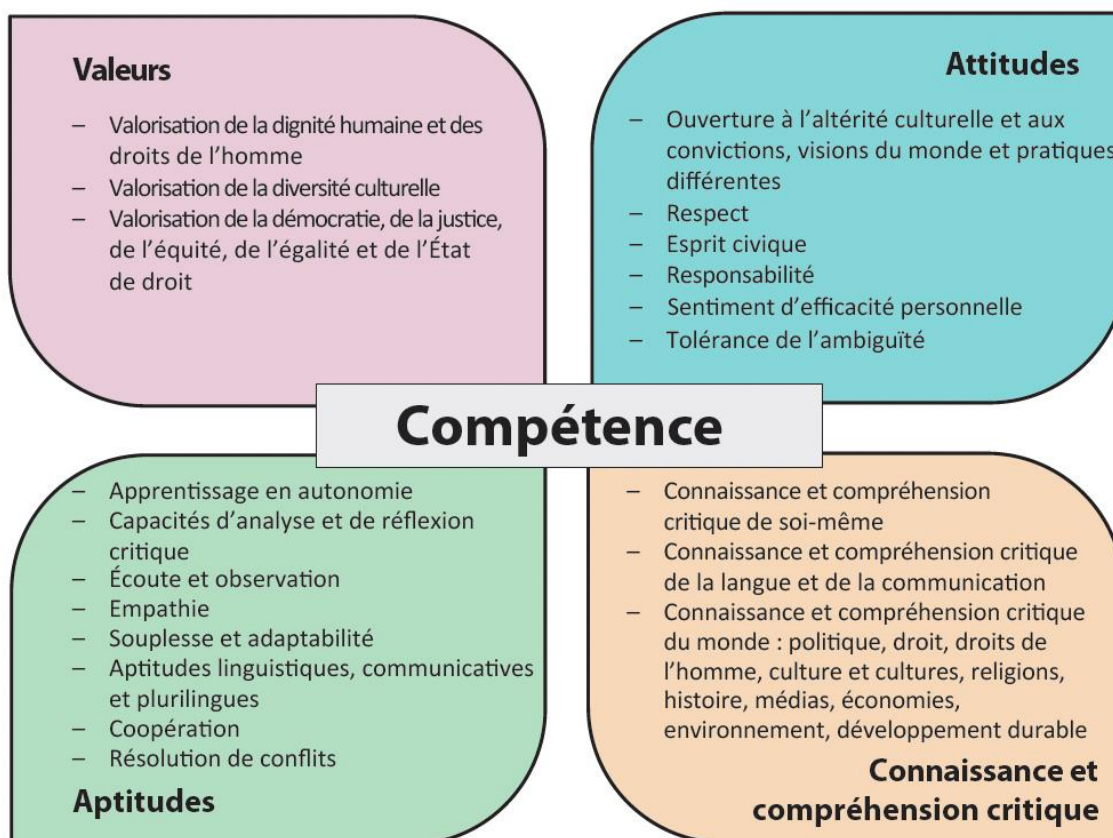 Valeurs
– Valorisation de la dignité humaine et des
droits de l’homme
– Valorisation de la diversité culturelle
– Valorisation de la démocratie, de la justice,
de l’équité, de l’égalité et de l’État
de droit
Attitudes
– Ouverture à l’altérité culturelle et aux
convictions, visions du monde et pratiques
différentes
– Respect
– Esprit civique
– Responsabilité
– Sentiment d’efficacité personnelle
– Tolérance de l’ambiguïté
Compétence
– Apprentissage en autonomie
– Capacités d’analyse et de réflexion
critique
– Écoute et observation
– Empathie
– Souplesse et adaptabilité
– Aptitudes linguistiques, communicatives
et plurilingues
– Coopération
– Résolution de conflits
Aptitudes
– Connaissance et compréhension
critique de soi-même
– Connaissance et compréhension critique
de la langue et de la communication
– Connaissance et compréhension critique
du monde : politique, droit, droits de
l’homme, culture et cultures, religions,
histoire, médias, économies,
environnement, développement durable
Connaissance et
compréhension critique